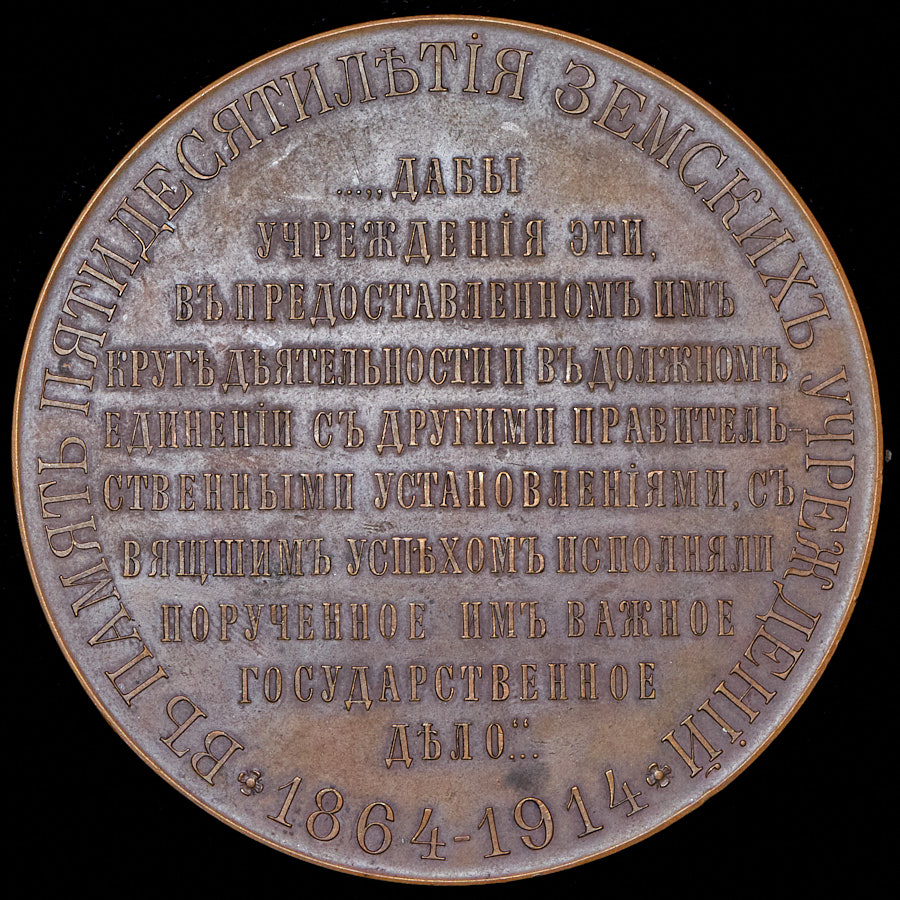 ВЪ ПАМЯТЬ ПЯТИДЕСЯТИЛѢТІЯ ЗЕМСКИХЪ УЧРЕЖДЕНІЙ
...„ДАБЫ
УЧРЕЖДЕНІЯ ЭТИ,
ВЪ ПРЕДОСТАВЛЕННОМЪ ИМЪ
КРУГѢ ДѢЯТЕЛЬНОСТИ И ВЪ ДОЛЖНОМЪ
ЕДИНЕНІИ СЪ ДРУГИМИ ПРАВИТЕЛЬ-
СТВЕННЫМИ УСТАНОВЛЕНІЯМИ, СЪ
ВЯЩШИМЪ УСПѢХОМЪ ИСПОЛНЯЛИ
ПОРУЧЕННОЕ ИМЪ ВАЖНОЕ
ГОСУДАРСТВЕННОЕ
ДѢЛО“...
1864-1914